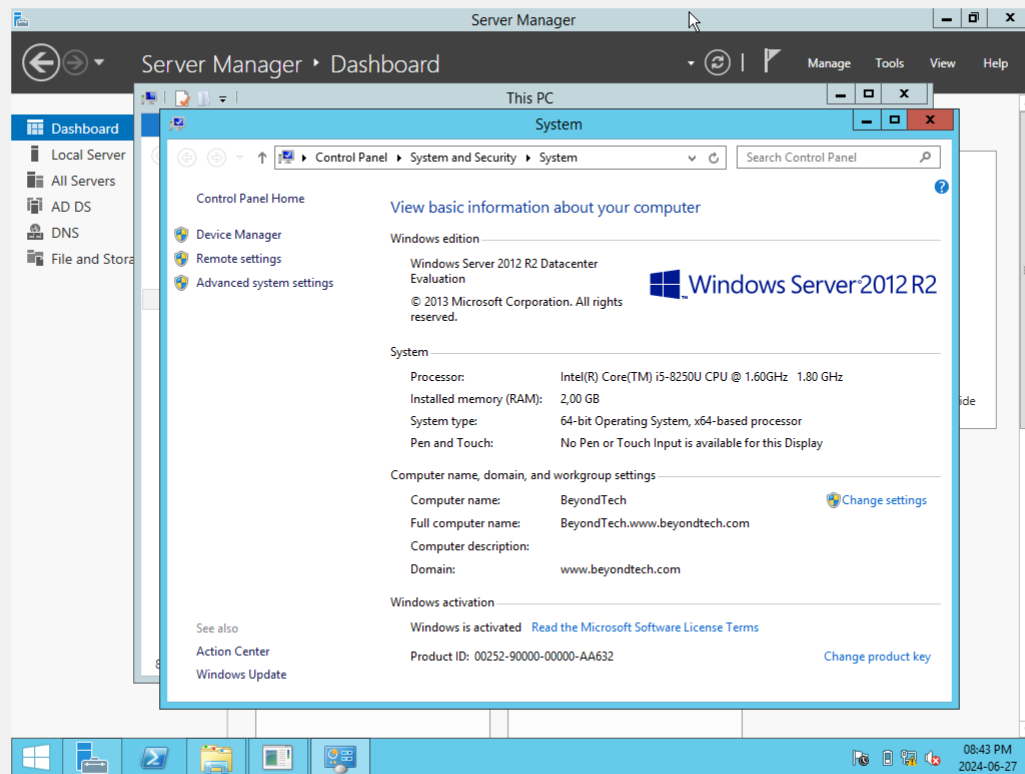 Server Manager
Server Manager ‣ Dashboard
Manage Tools View Help
This PC
Dashboard
Local Server
All Servers
AD DS
DNS
File and Stora
System
Control Panel ‣ System and Security ‣ System
Search Control Panel
Control Panel Home
Device Manager
Remote settings
Advanced system settings
View basic information about your computer
Windows edition
Windows Server 2012 R2 Datacenter
Evaluation
© 2013 Microsoft Corporation. All rights
reserved.
Windows Server 2012 R2
System
Processor: Intel(R) Core(TM) i5-8250U CPU @ 1.60GHz 1.80 GHz
Installed memory (RAM): 2,00 GB
System type: 64-bit Operating System, x64-based processor
Pen and Touch: No Pen or Touch Input is available for this Display
ide
Computer name, domain, and workgroup settings
Computer name: BeyondTech Change settings
Full computer name: BeyondTech.www.beyondtech.com
Computer description:
Domain: www.beyondtech.com
Windows activation
Windows is activated Read the Microsoft Software License Terms
Product ID: 00252-90000-00000-AA632 Change product key
See also
Action Center
Windows Update
08:43 PM
2024-06-27